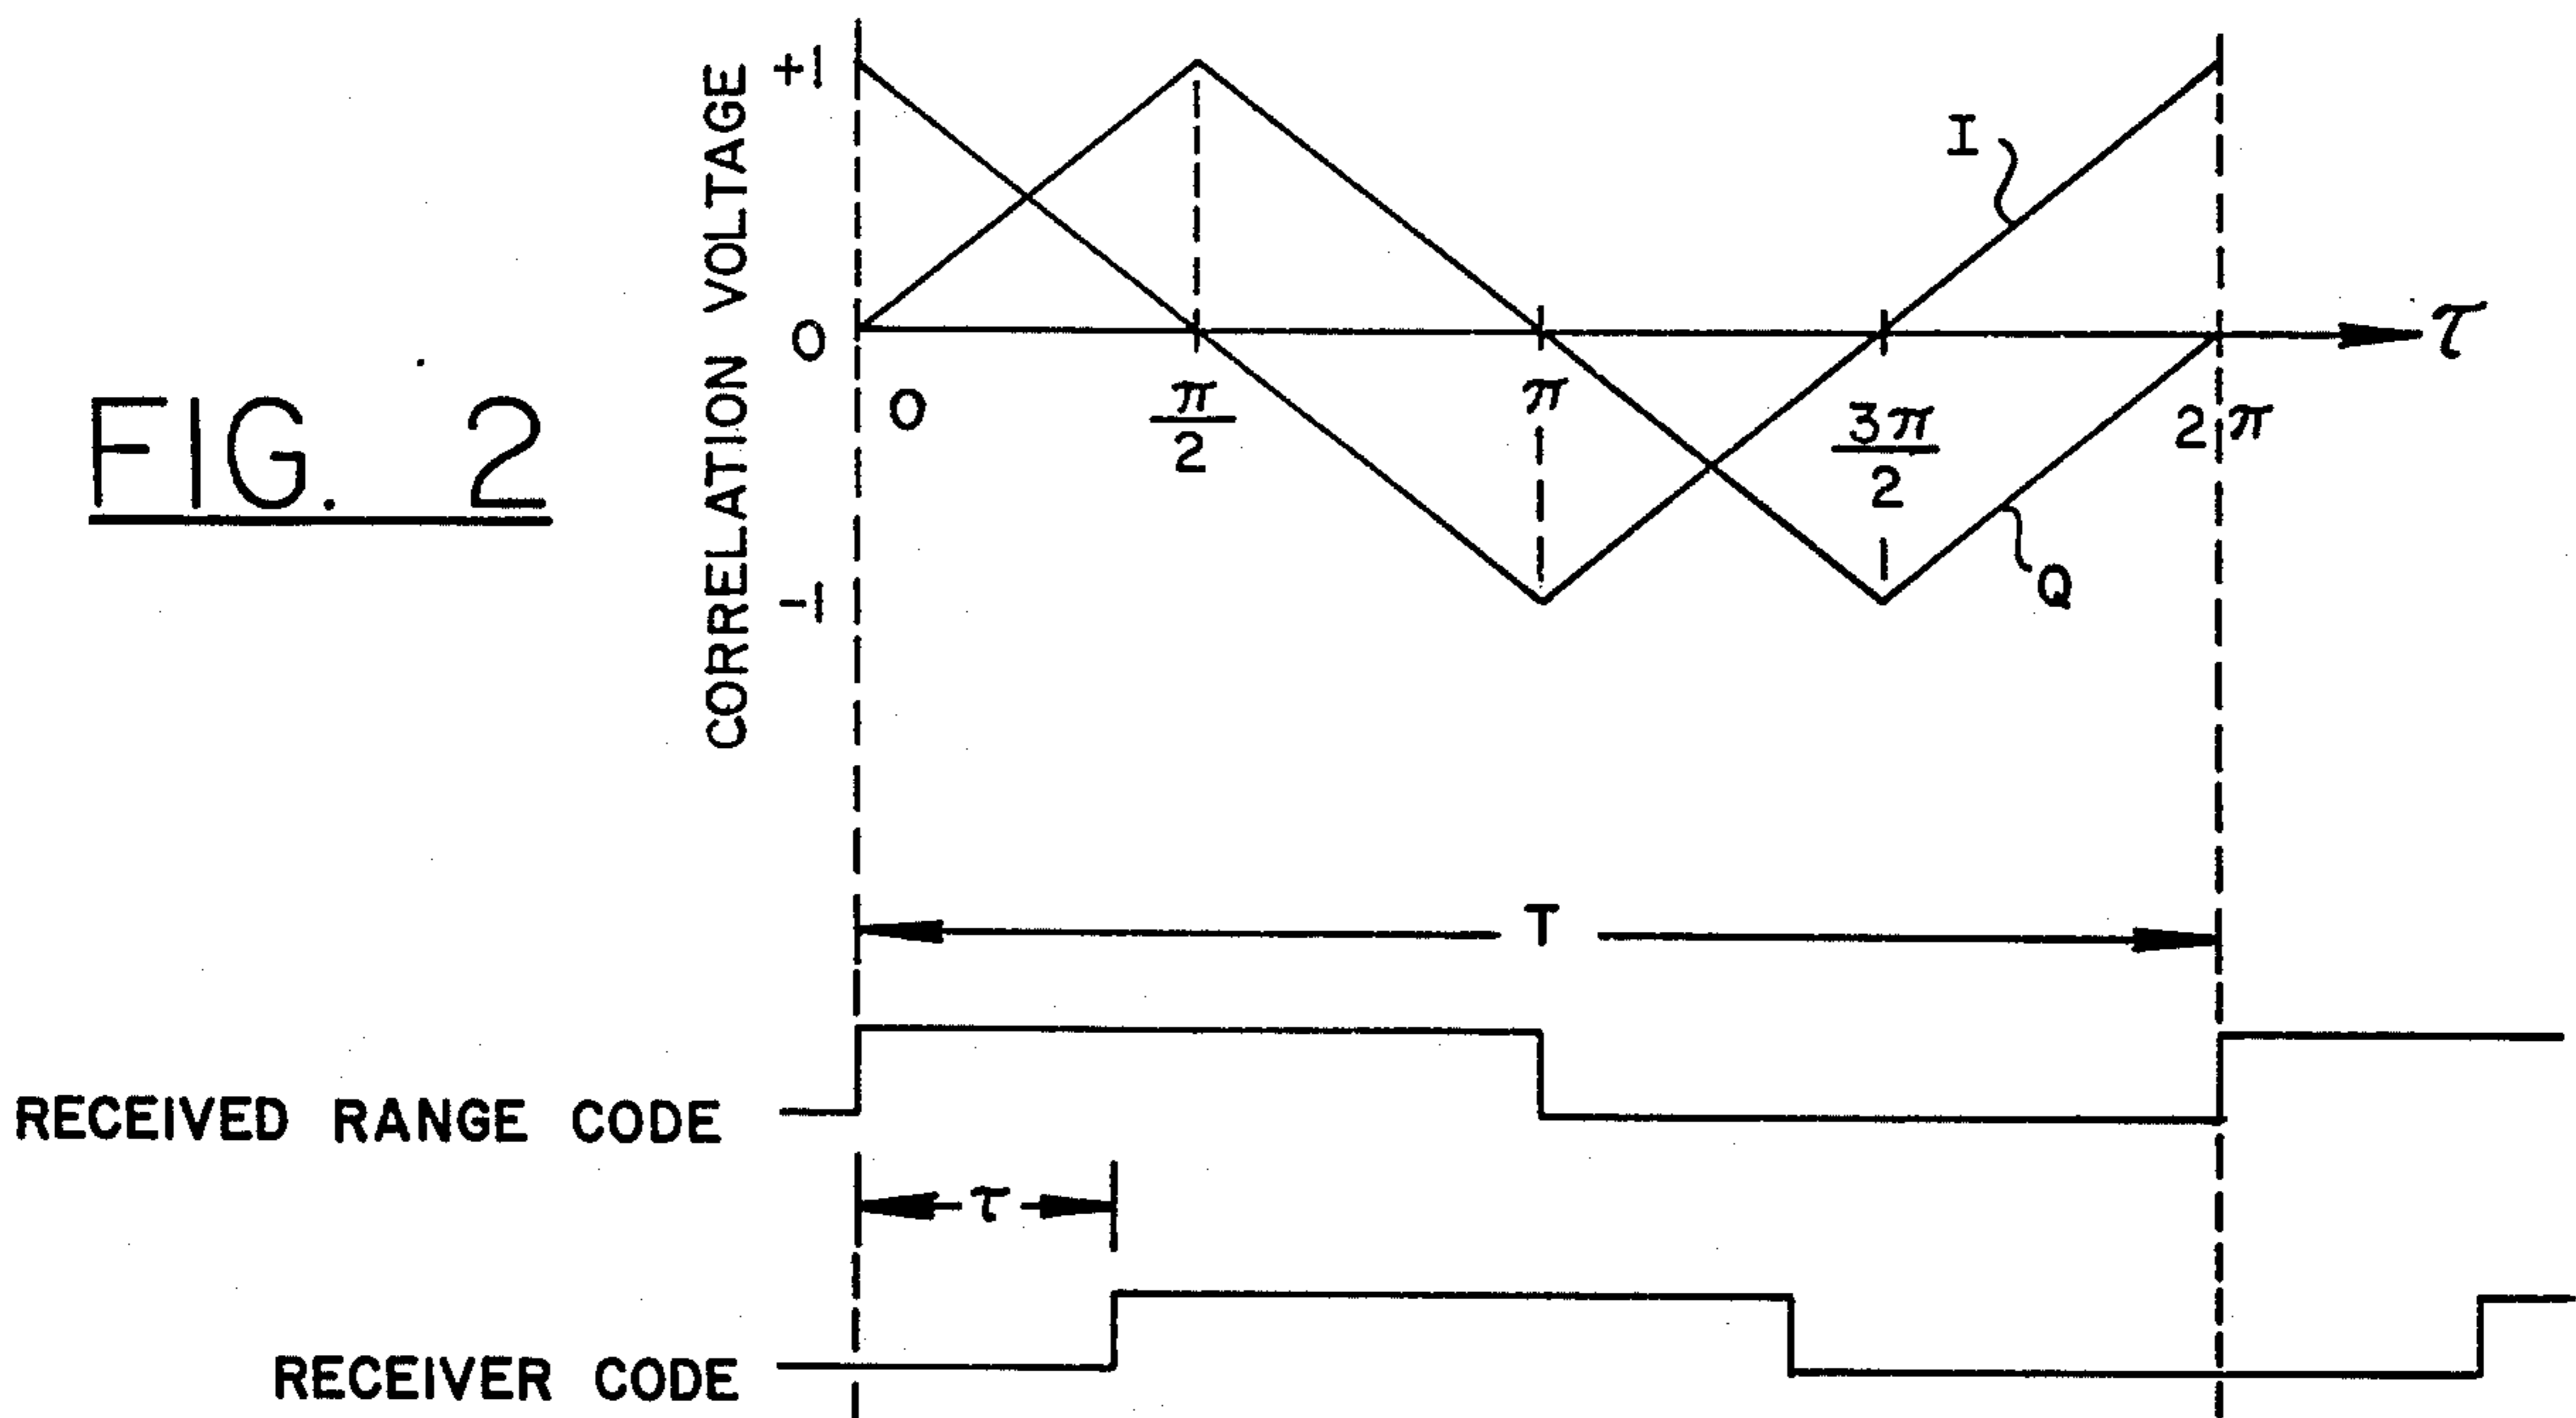 FIG. 2
CORRELATION VOLTAGE
+1
0
-1
I
Q
τ
0
π/2
π
3π/2
2π
T
RECEIVED RANGE CODE
τ
RECEIVER CODE